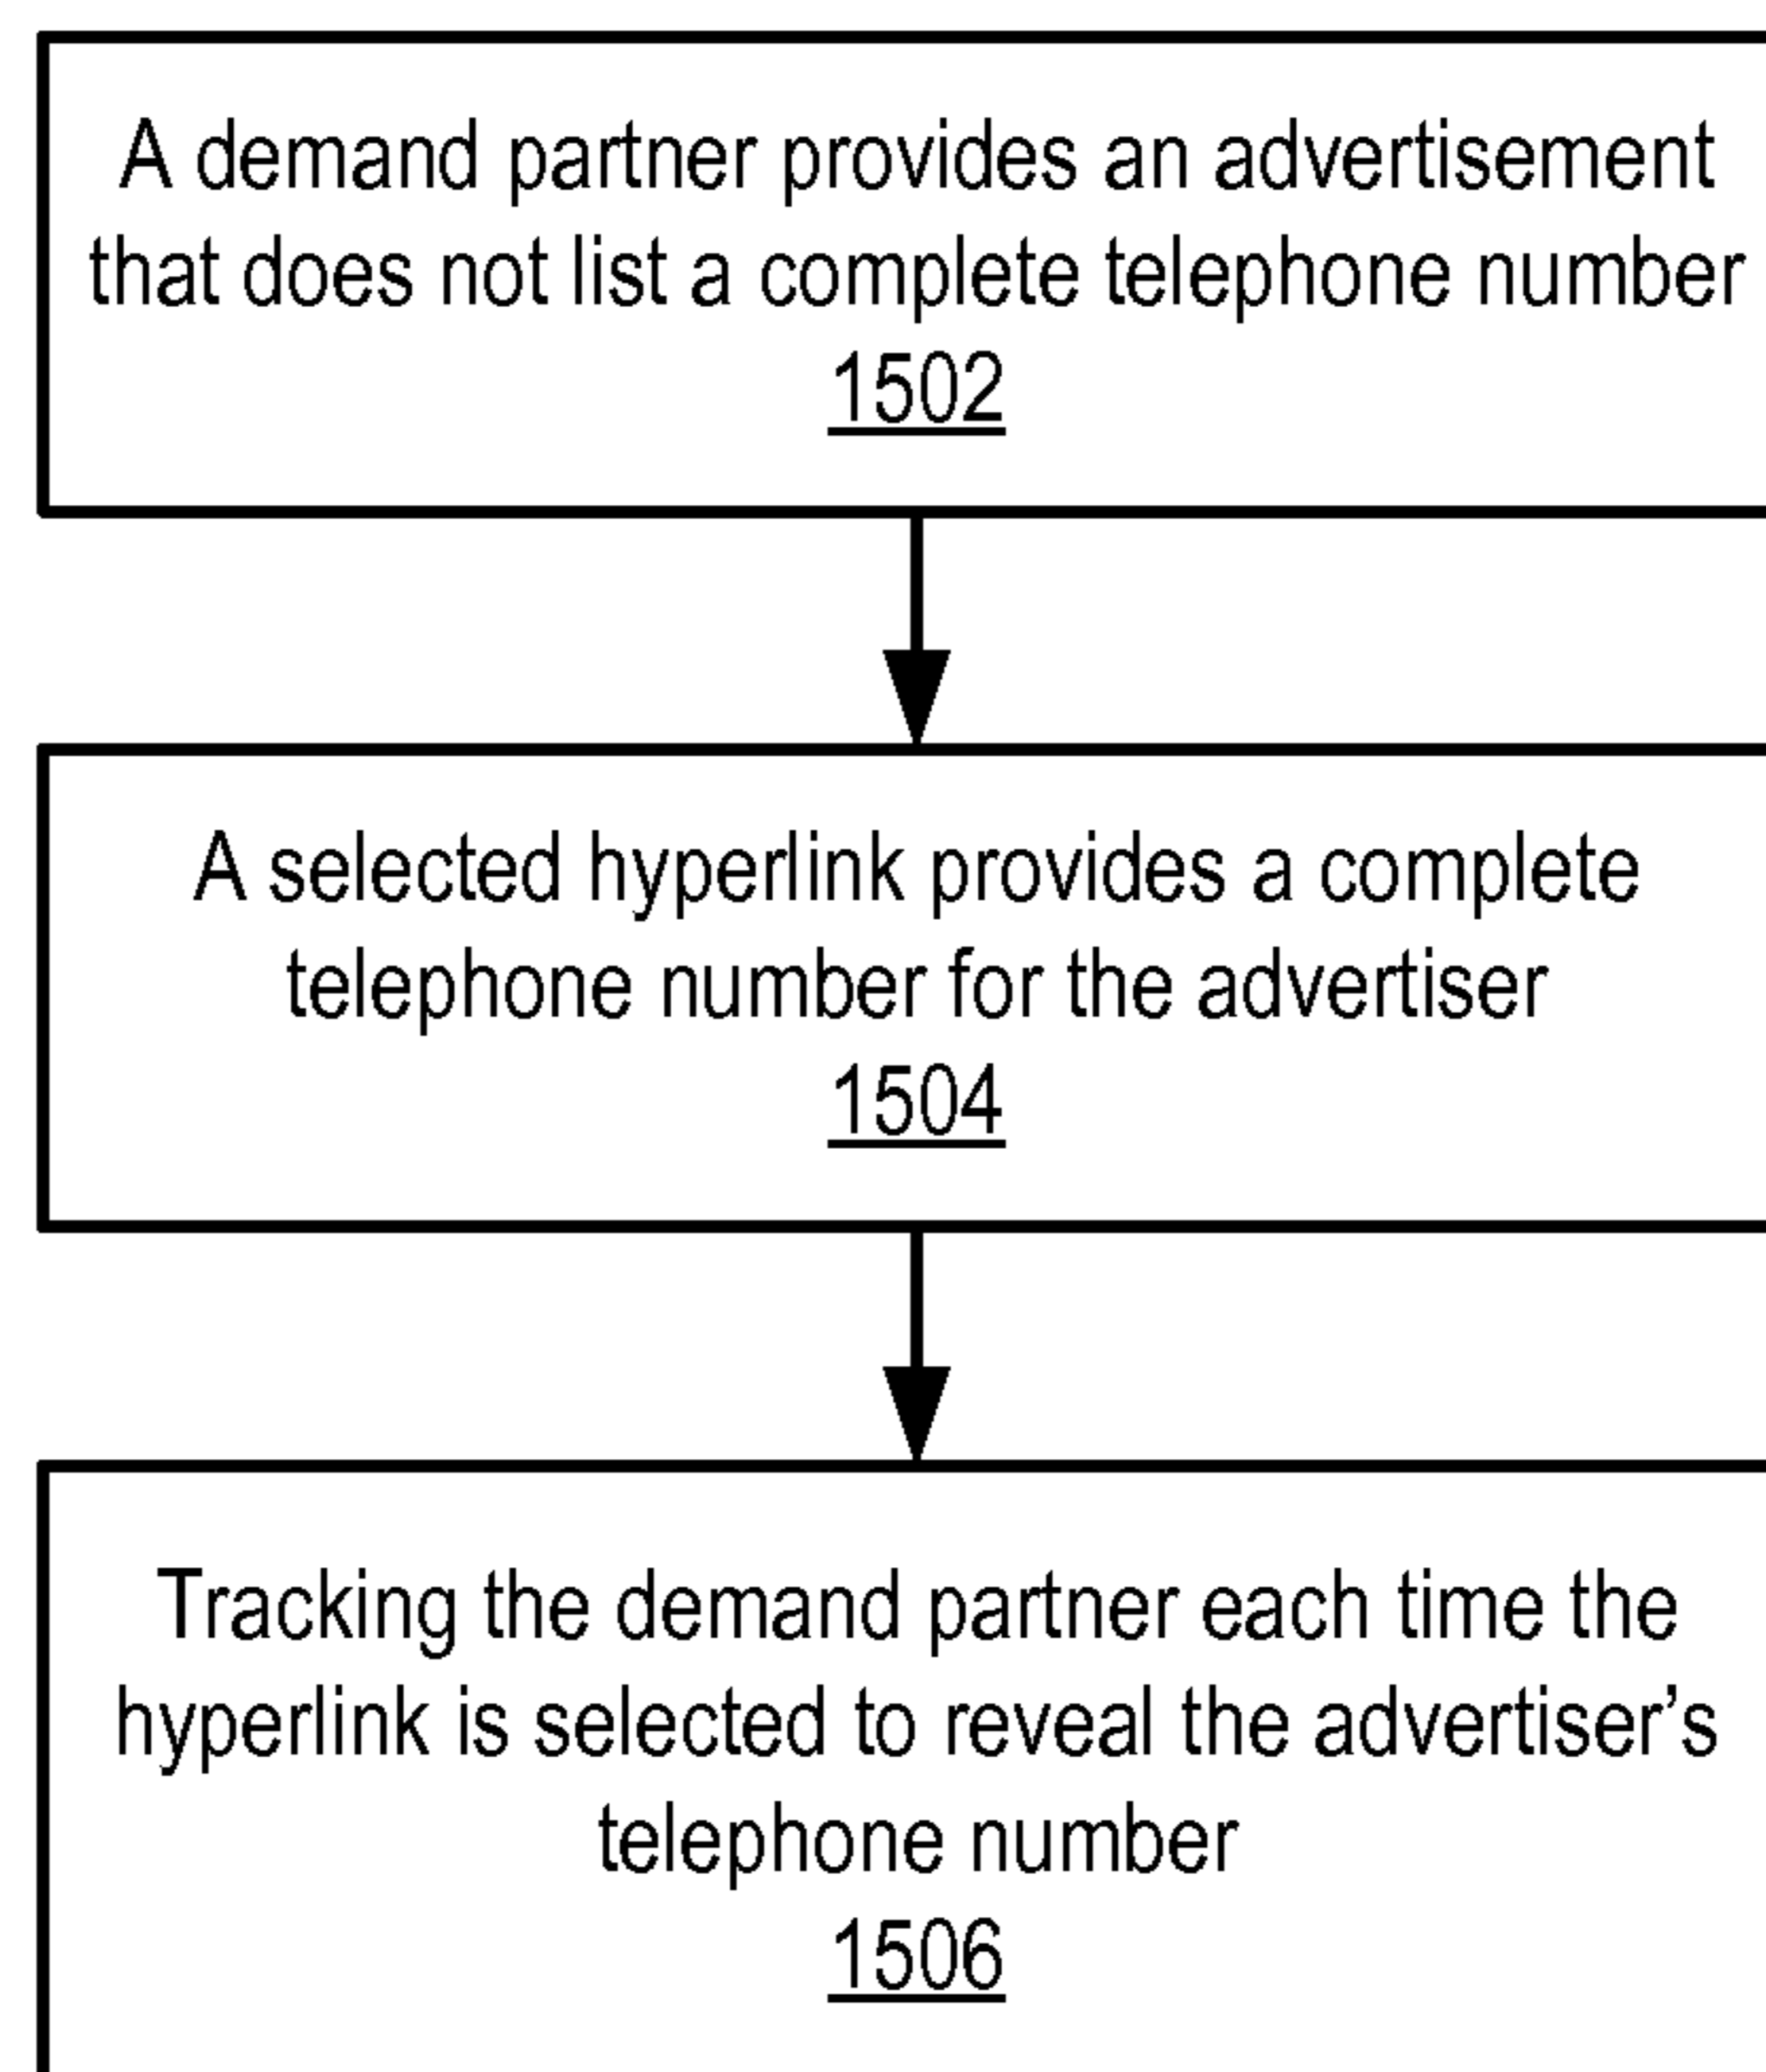 A demand partner provides an advertisement
that does not list a complete telephone number
1502
A selected hyperlink provides a complete
telephone number for the advertiser
1504
Tracking the demand partner each time the
hyperlink is selected to reveal the advertiser’s
telephone number
1506